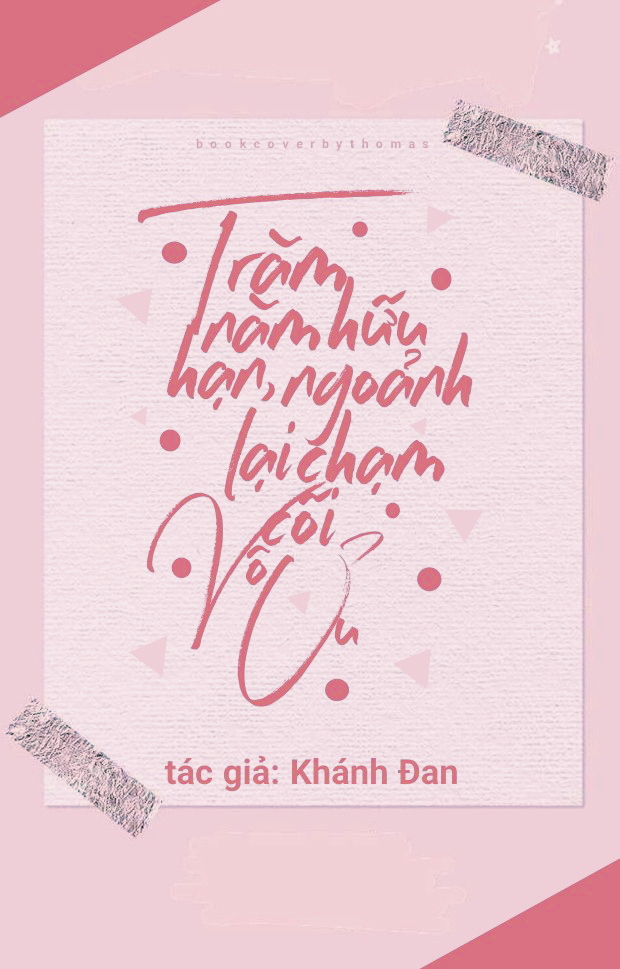 bookcoverbythomas
Trăm
năm hữu
hạn, ngoảnh
lại chạm
cõi
Vô Ưu
tác giả: Khánh Đan